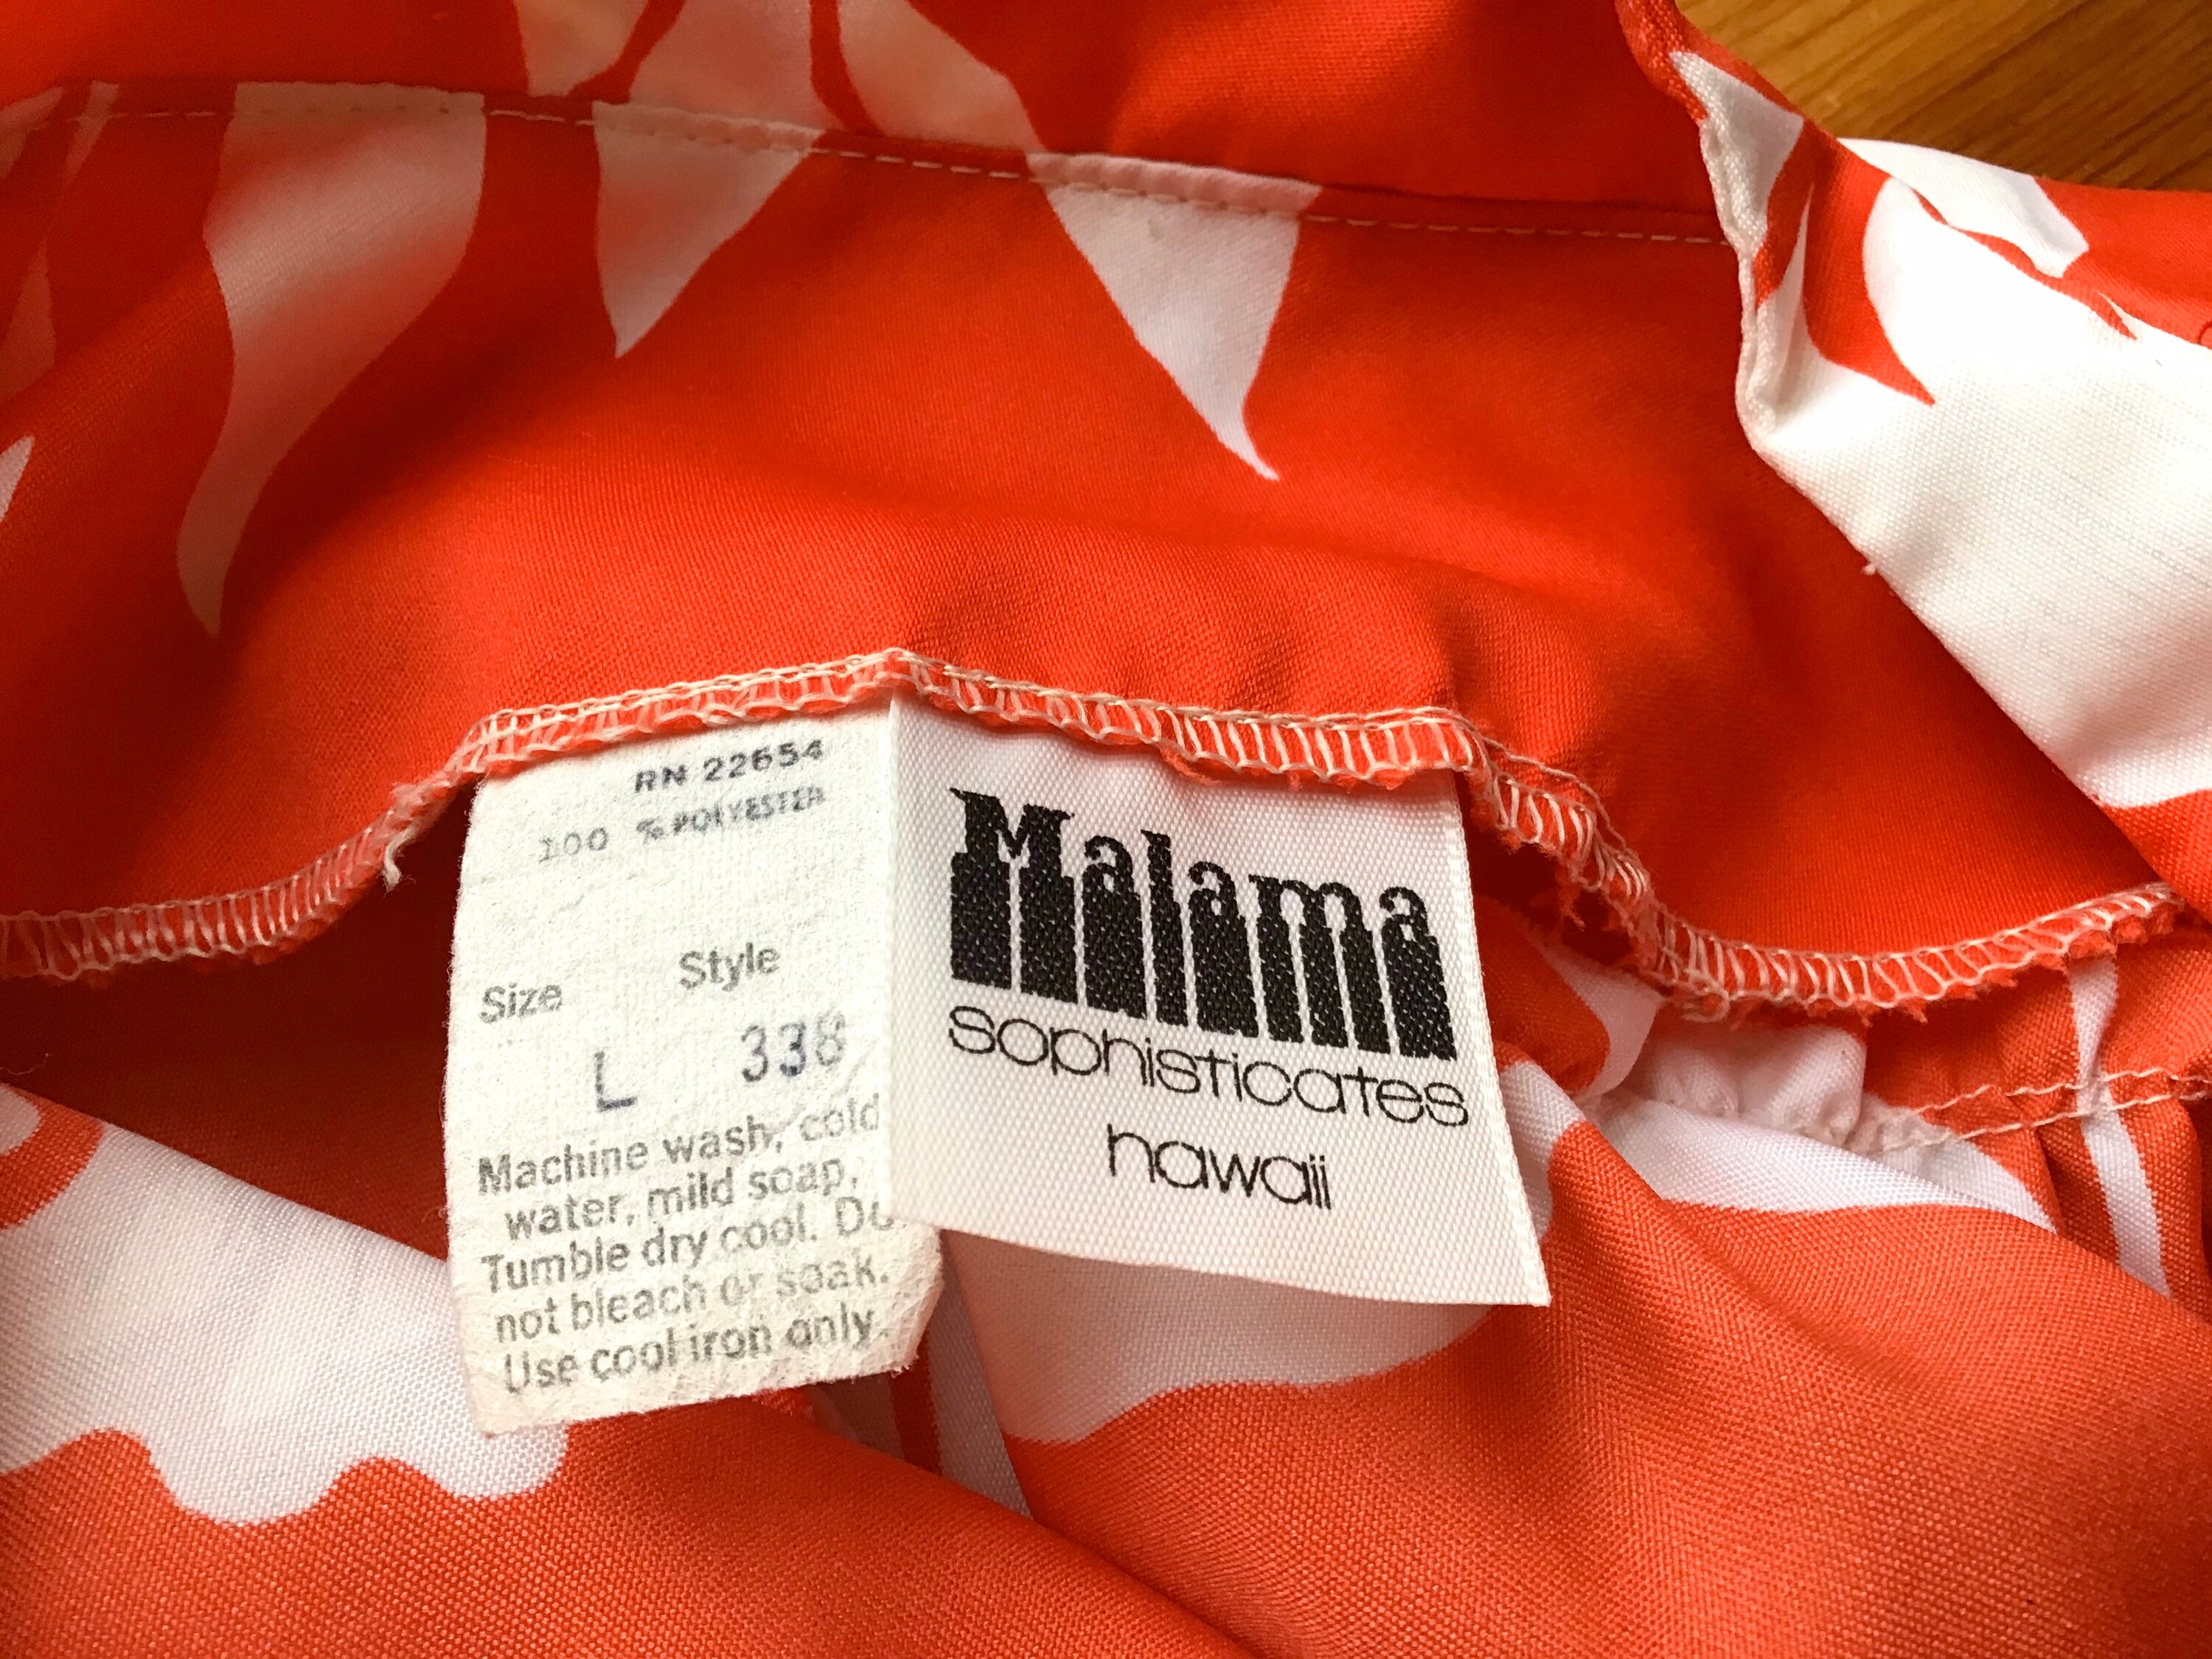 RN 22654
100 % POLYESTER
Size Style
L 338
Machine wash, cold
water, mild soap.
Tumble dry cool. Do
not bleach or soak.
Use cool iron only.
Malama
sophisticates
hawaii